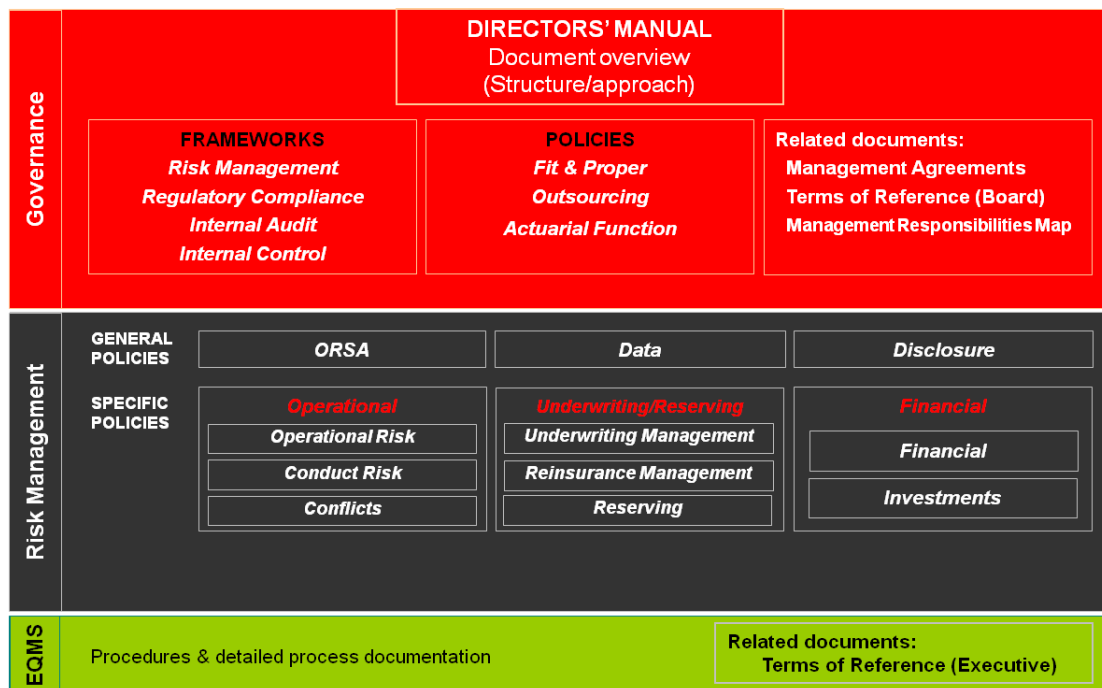 DIRECTORS' MANUAL
Document overview
(Structure/approach)
Governance
FRAMEWORKS
Risk Management
Regulatory Compliance
Internal Audit
Internal Control
POLICIES
Fit & Proper
Outsourcing
Actuarial Function
Related documents:
Management Agreements
Terms of Reference (Board)
Management Responsibilities Map
Risk Management
GENERAL
POLICIES
ORSA
Data
Disclosure
SPECIFIC
POLICIES
Operational
Operational Risk
Conduct Risk
Conflicts
Underwriting/Reserving
Underwriting Management
Reinsurance Management
Reserving
Financial
Financial
Investments
EQMS
Procedures & detailed process documentation
Related documents:
Terms of Reference (Executive)